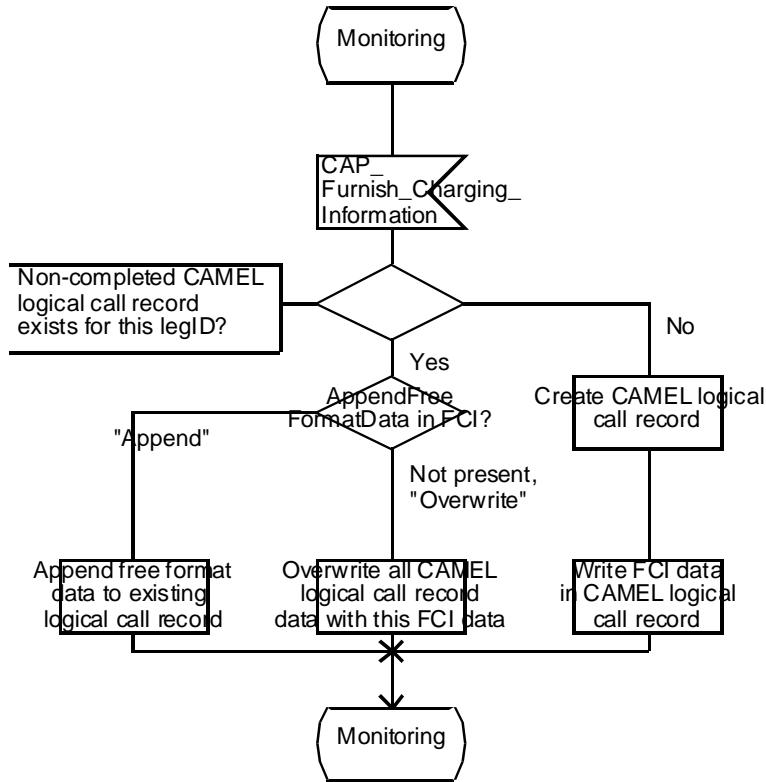 Monitoring
CAP_
Furnish_Charging_
Information
Non-completed CAMEL
logical call record
exists for this legID?
No
Yes
AppendFree
FormatData in FCI?
Create CAMEL logical
call record
"Append"
Not present,
"Overwrite"
Append free format
data to existing
logical call record
Overwrite all CAMEL
logical call record
data with this FCI data
Write FCI data
in CAMEL logical
call record
Monitoring